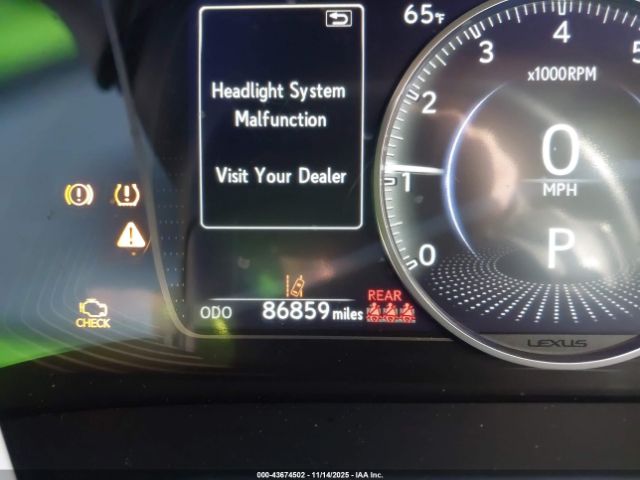 65°F
Headlight System
Malfunction
Visit Your Dealer
0
1
2
3
4
5
x1000RPM
0
MPH
P
CHECK
ODO 86859 miles
REAR
LEXUS
000-43674502 - 11/14/2025 - IAA Inc.